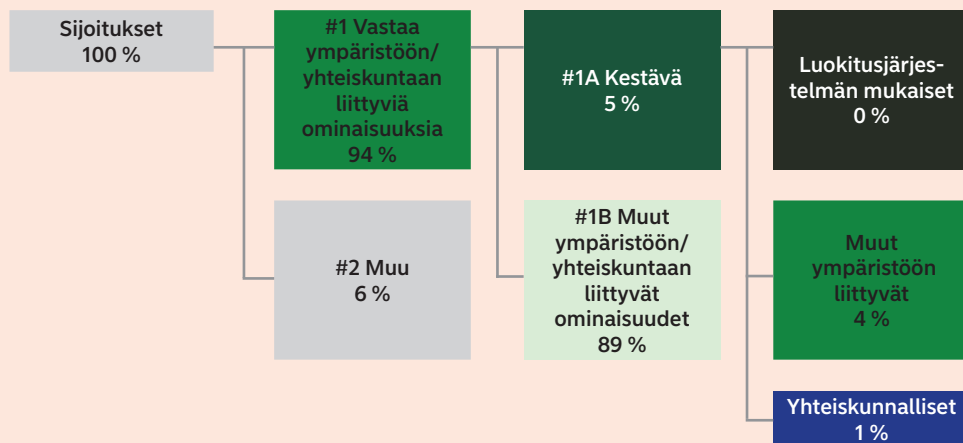 Sijoitukset
100 %
#1 Vastaa
ympäristöön/
yhteiskuntaan
liittyviä
ominaisuuksia
94 %
#2 Muu
6 %
#1A Kestävä
5 %
#1B Muut
ympäristöön/
yhteiskuntaan
liittyvät
ominaisuudet
89 %
Luokitusjärjes-
telmän mukaiset
0 %
Muut
ympäristöön
liittyvät
4 %
Yhteiskunnalliset
1 %